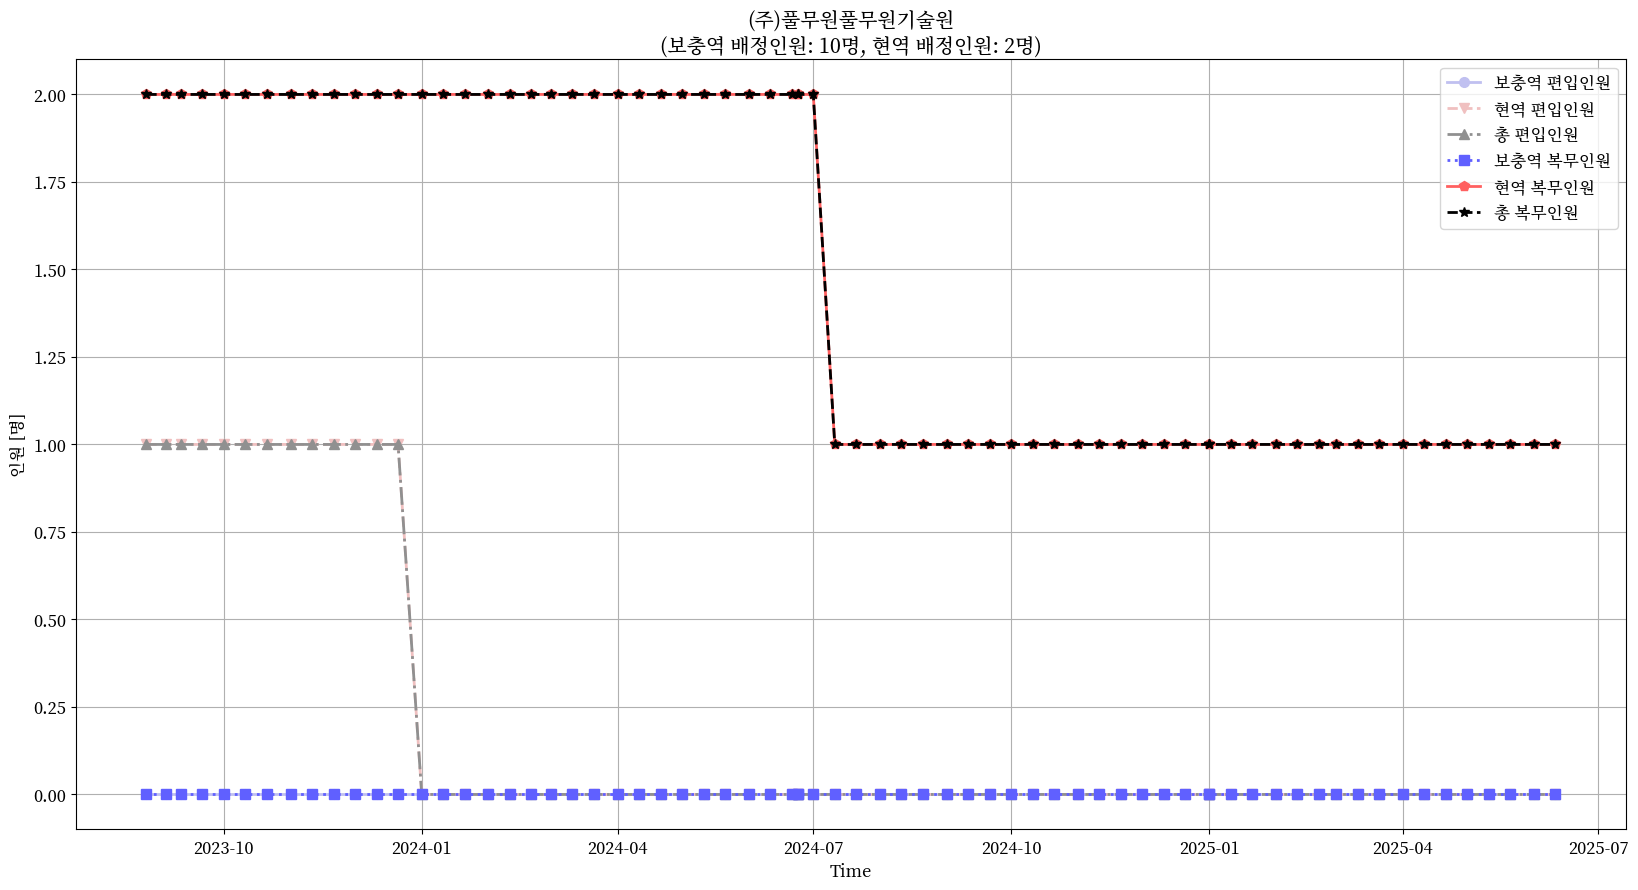 (주)풀무원풀무원기술원
(보충역 배정인원: 10명, 현역 배정인원: 2명)
보충역 편입인원
현역 편입인원
총 편입인원
보충역 복무인원
현역 복무인원
총 복무인원
인원 [명]
2.00
1.75
1.50
1.25
1.00
0.75
0.50
0.25
0.00
2023-10
2024-01
2024-04
2024-07
2024-10
2025-01
2025-04
2025-07
Time